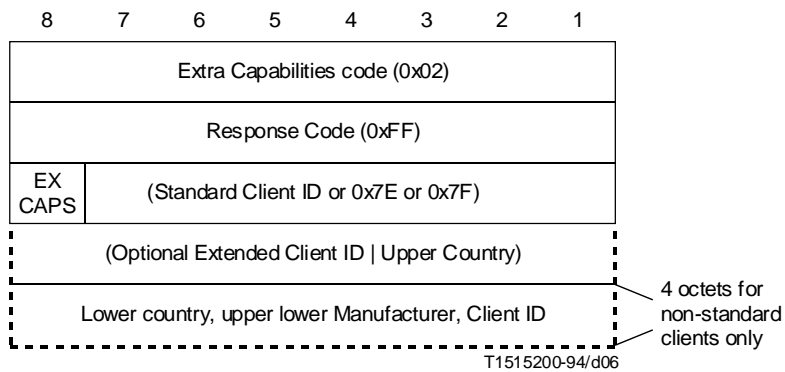 8 7 6 5 4 3 2 1
Extra Capabilities code (0x02)
Response Code (0xFF)
EX
CAPS
(Standard Client ID or 0x7E or 0x7F)
(Optional Extended Client ID | Upper Country)
Lower country, upper lower Manufacturer, Client ID
4 octets for
non-standard
clients only
T1515200-94/d06